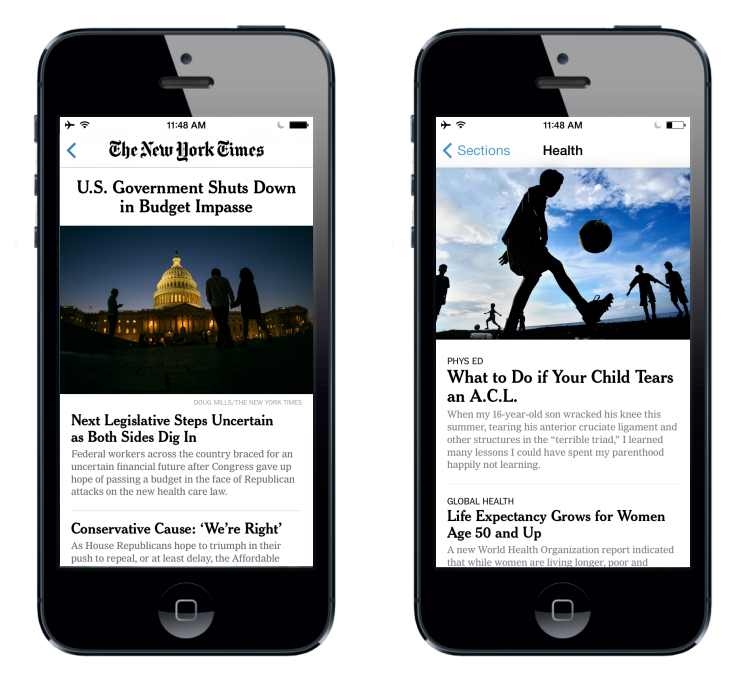 11:48 AM
The New York Times
U.S. Government Shuts Down
in Budget Impasse
DOUG MILLS/THE NEW YORK TIMES
Next Legislative Steps Uncertain
as Both Sides Dig In
Federal workers across the country braced for an
uncertain financial future after Congress gave up
hope of passing a budget in the face of Republican
attacks on the new health care law.
Conservative Cause: ‘We’re Right’
As House Republicans hope to triumph in their
push to repeal, or at least delay, the Affordable
11:48 AM
Sections Health
PHYS ED
What to Do if Your Child Tears
an A.C.L.
When my 16-year-old son wracked his knee this
summer, tearing his anterior cruciate ligament and
other structures in the “terrible triad,” I learned
many lessons I could have spent my parenthood
happily not learning.
GLOBAL HEALTH
Life Expectancy Grows for Women
Age 50 and Up
A new World Health Organization report indicated
that while women are living longer, poor and